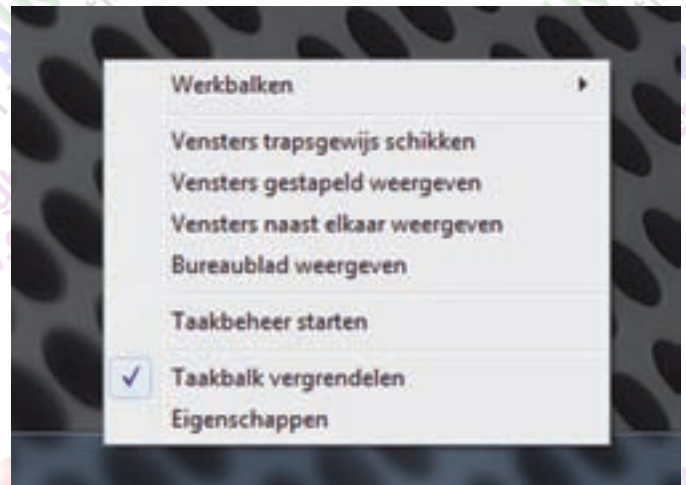 Werkbalken
Vensters trapsgewijs schikken
Vensters gestapeld weergeven
Vensters naast elkaar weergeven
Bureaublad weergeven
Taakbeheer starten
Taakbalk vergrendelen
Eigenschappen